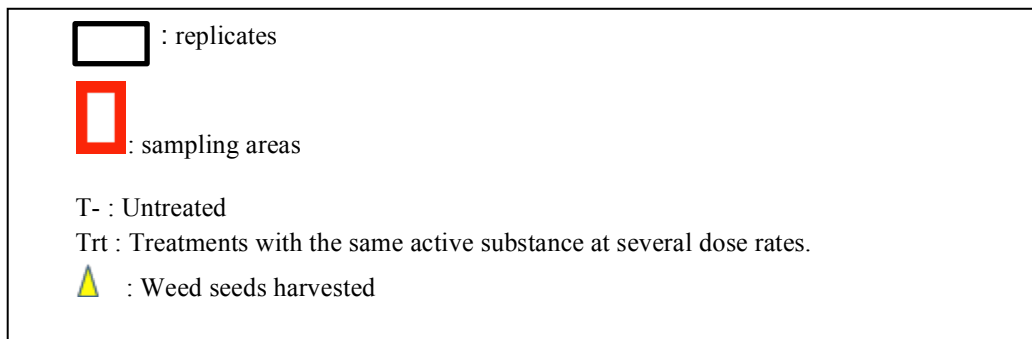 : replicates
: sampling areas
T- : Untreated
Trt : Treatments with the same active substance at several dose rates.
: Weed seeds harvested